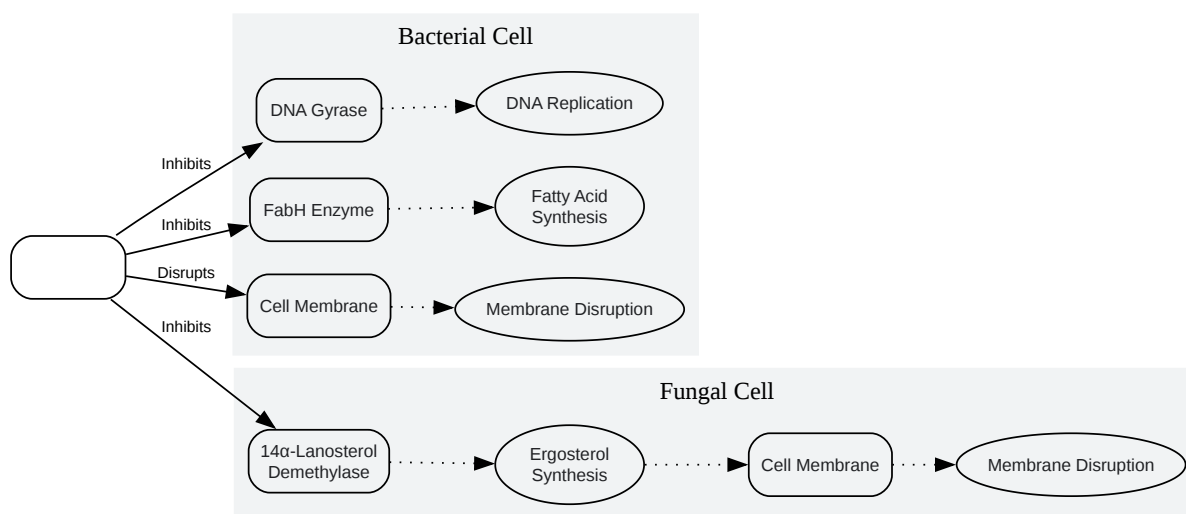 Bacterial Cell
DNA Gyrase
DNA Replication
Inhibits
FabH Enzyme
Fatty Acid
Synthesis
Inhibits
Disrupts
Cell Membrane
Membrane Disruption
Inhibits
Fungal Cell
14α-Lanosterol
Demethylase
Ergosterol
Synthesis
Cell Membrane
Membrane Disruption